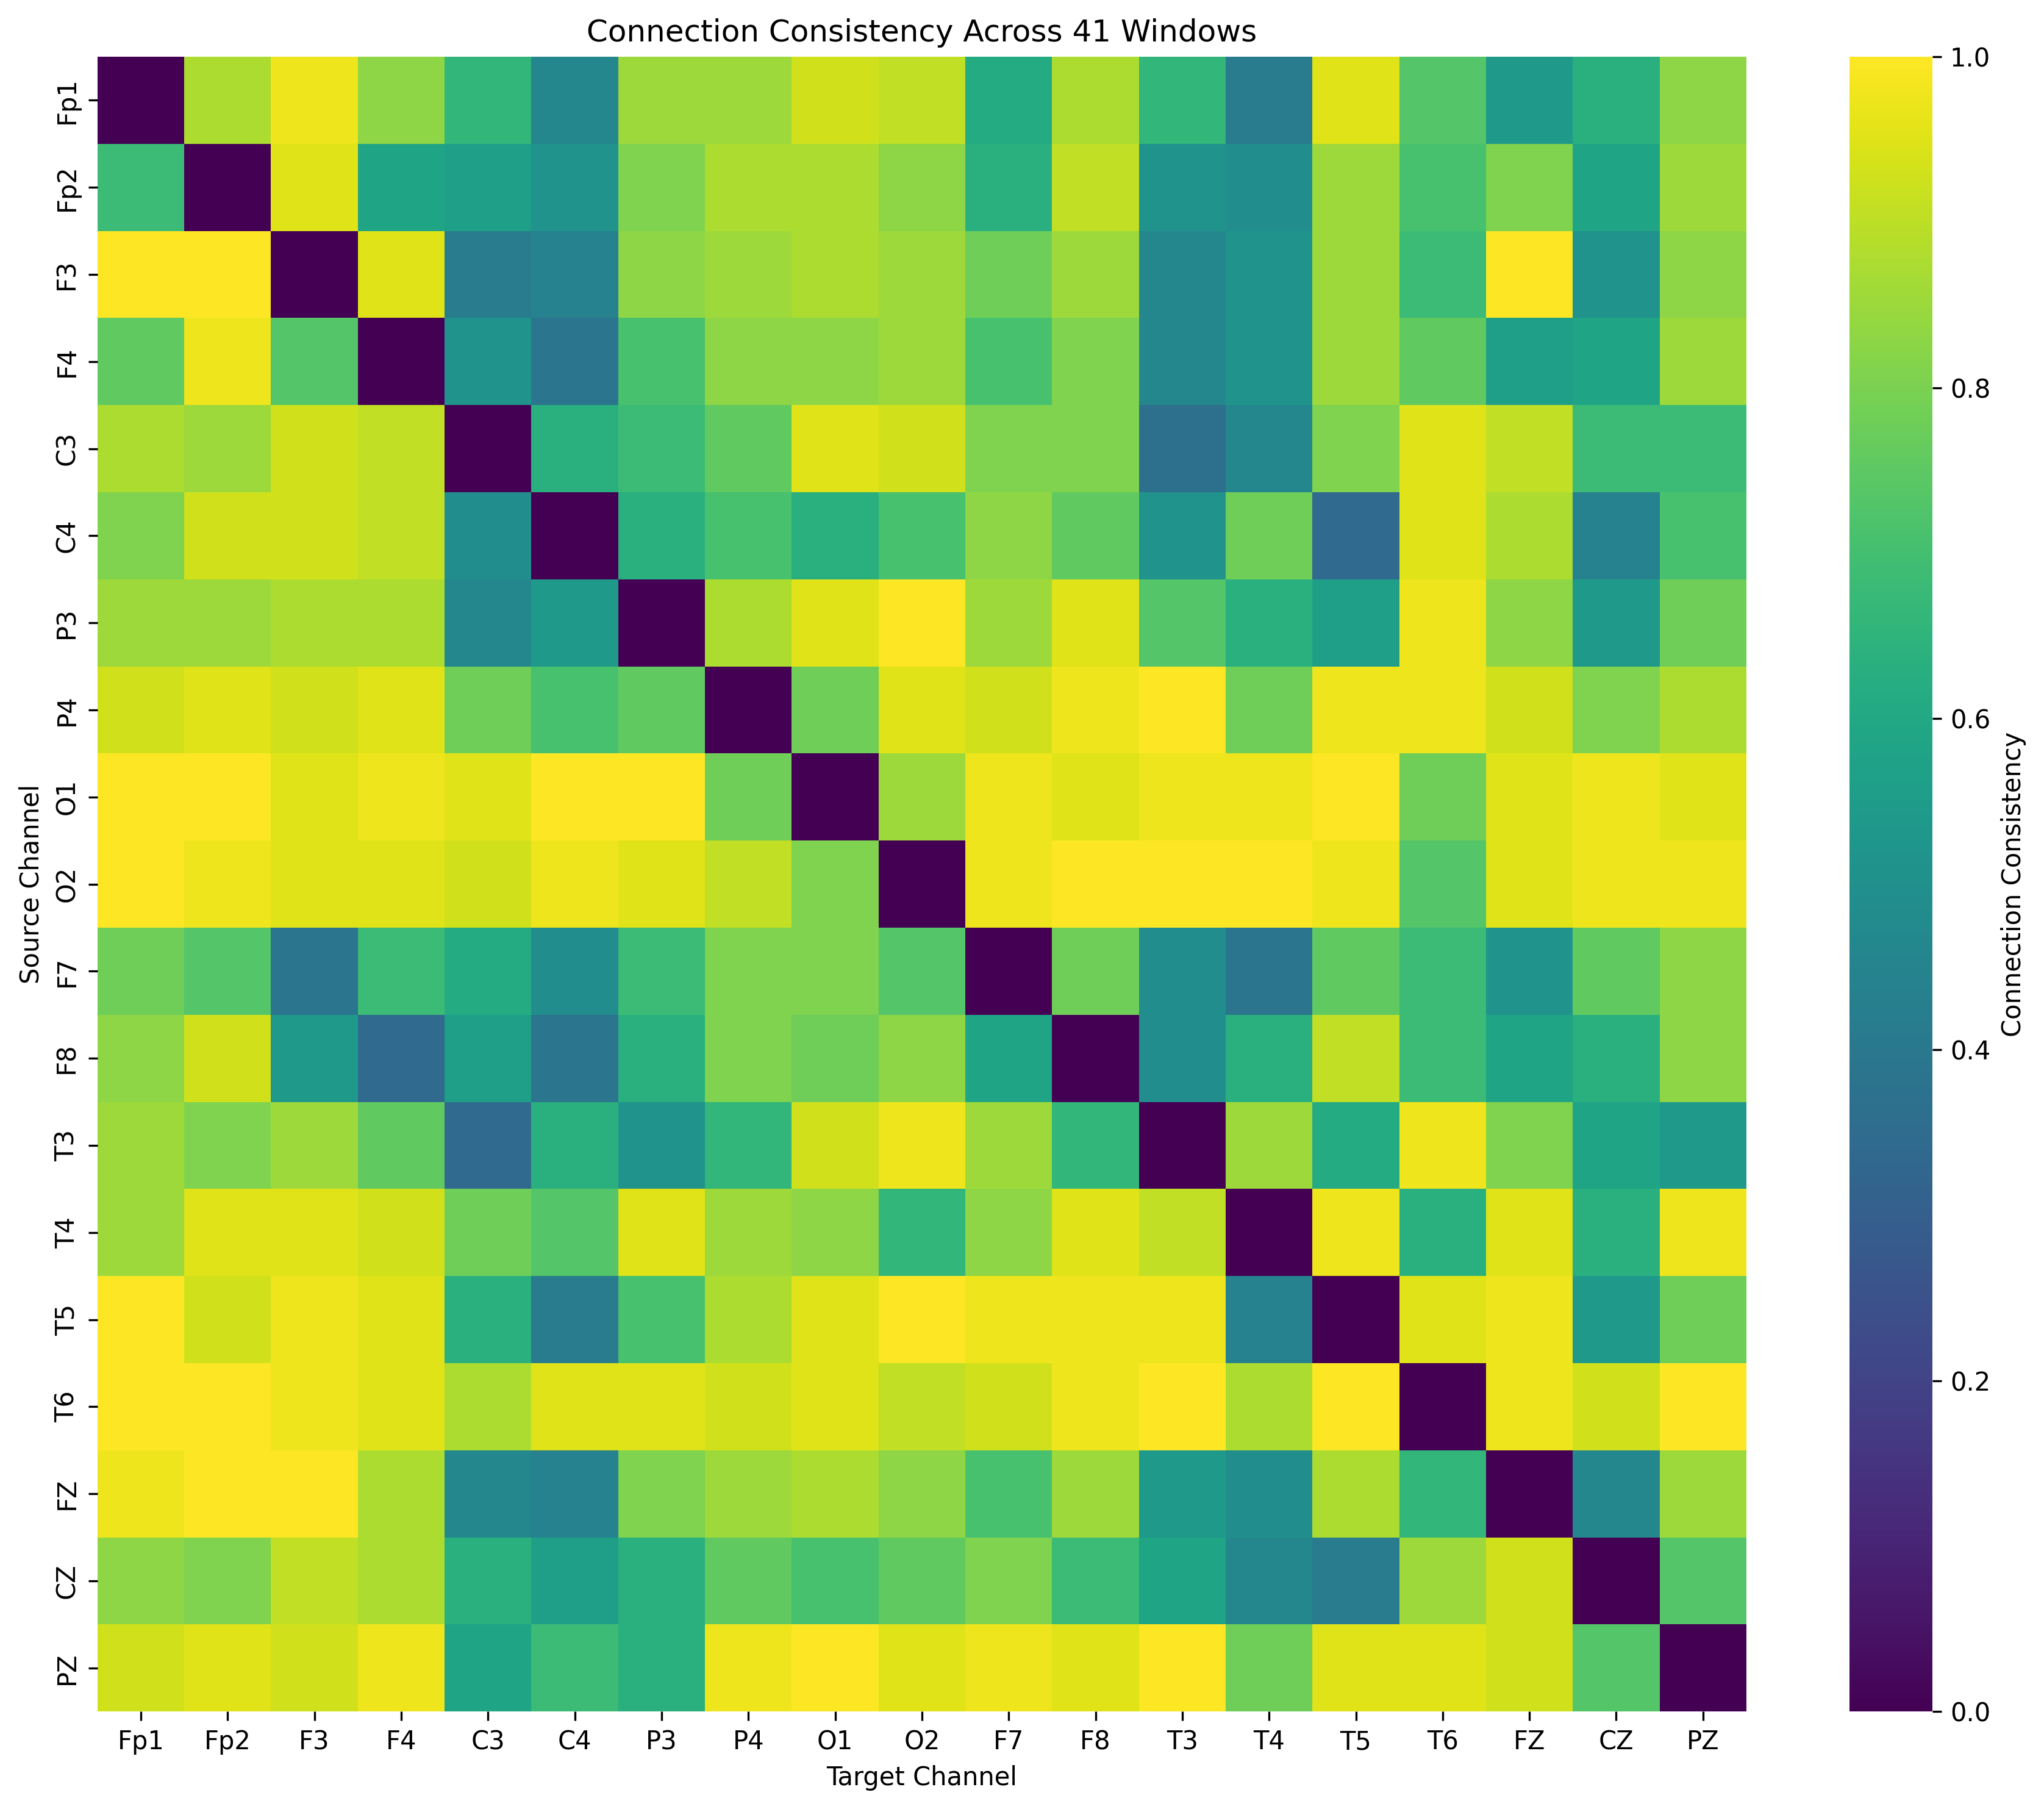 Connection Consistency Across 41 Windows
Source Channel
Fp1
Fp2
F3
F4
C3
C4
P3
P4
O1
O2
F7
F8
T3
T4
T5
T6
FZ
CZ
PZ
Fp1 Fp2 F3 F4 C3 C4 P3 P4 O1 O2 F7 F8 T3 T4 T5 T6 FZ CZ PZ
Target Channel
1.0
0.8
0.6
0.4
0.2
0.0
Connection Consistency